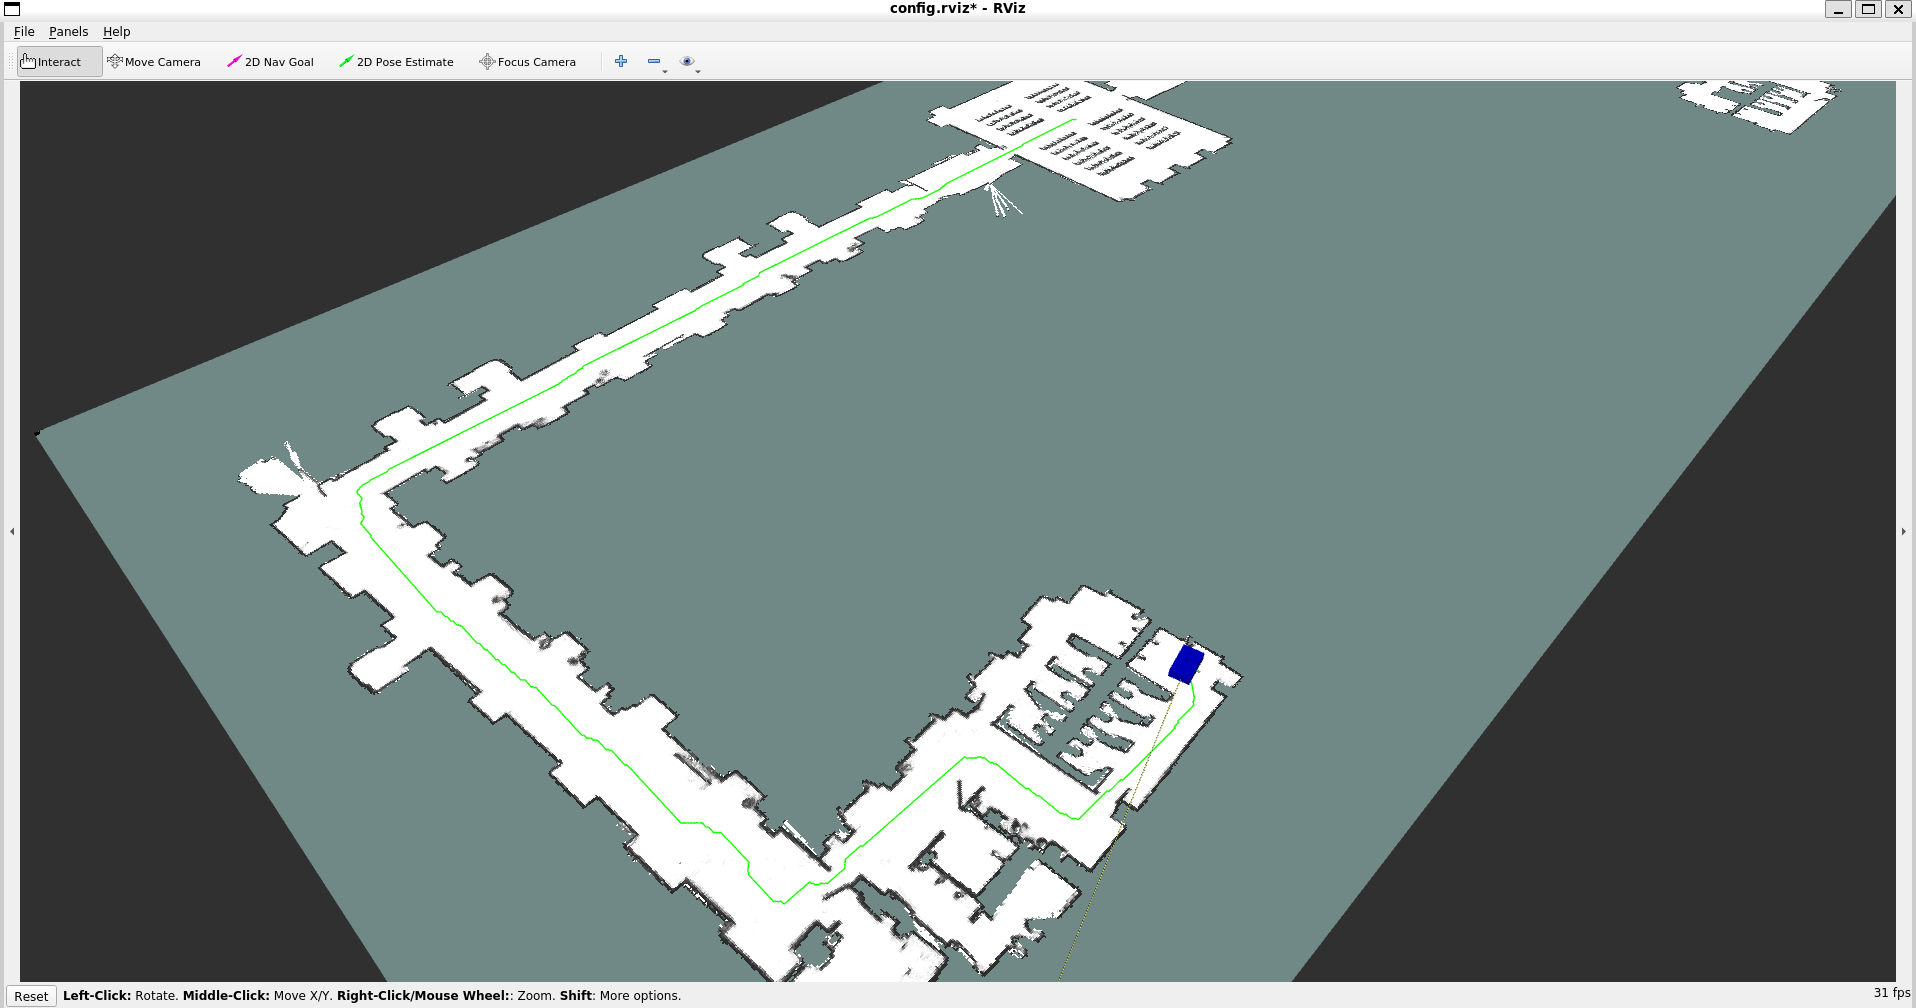 config.rviz* - RViz
File Panels Help
Interact Move Camera 2D Nav Goal 2D Pose Estimate Focus Camera
Reset Left-Click: Rotate. Middle-Click: Move X/Y. Right-Click/Mouse Wheel:: Zoom. Shift: More options. 31 fps